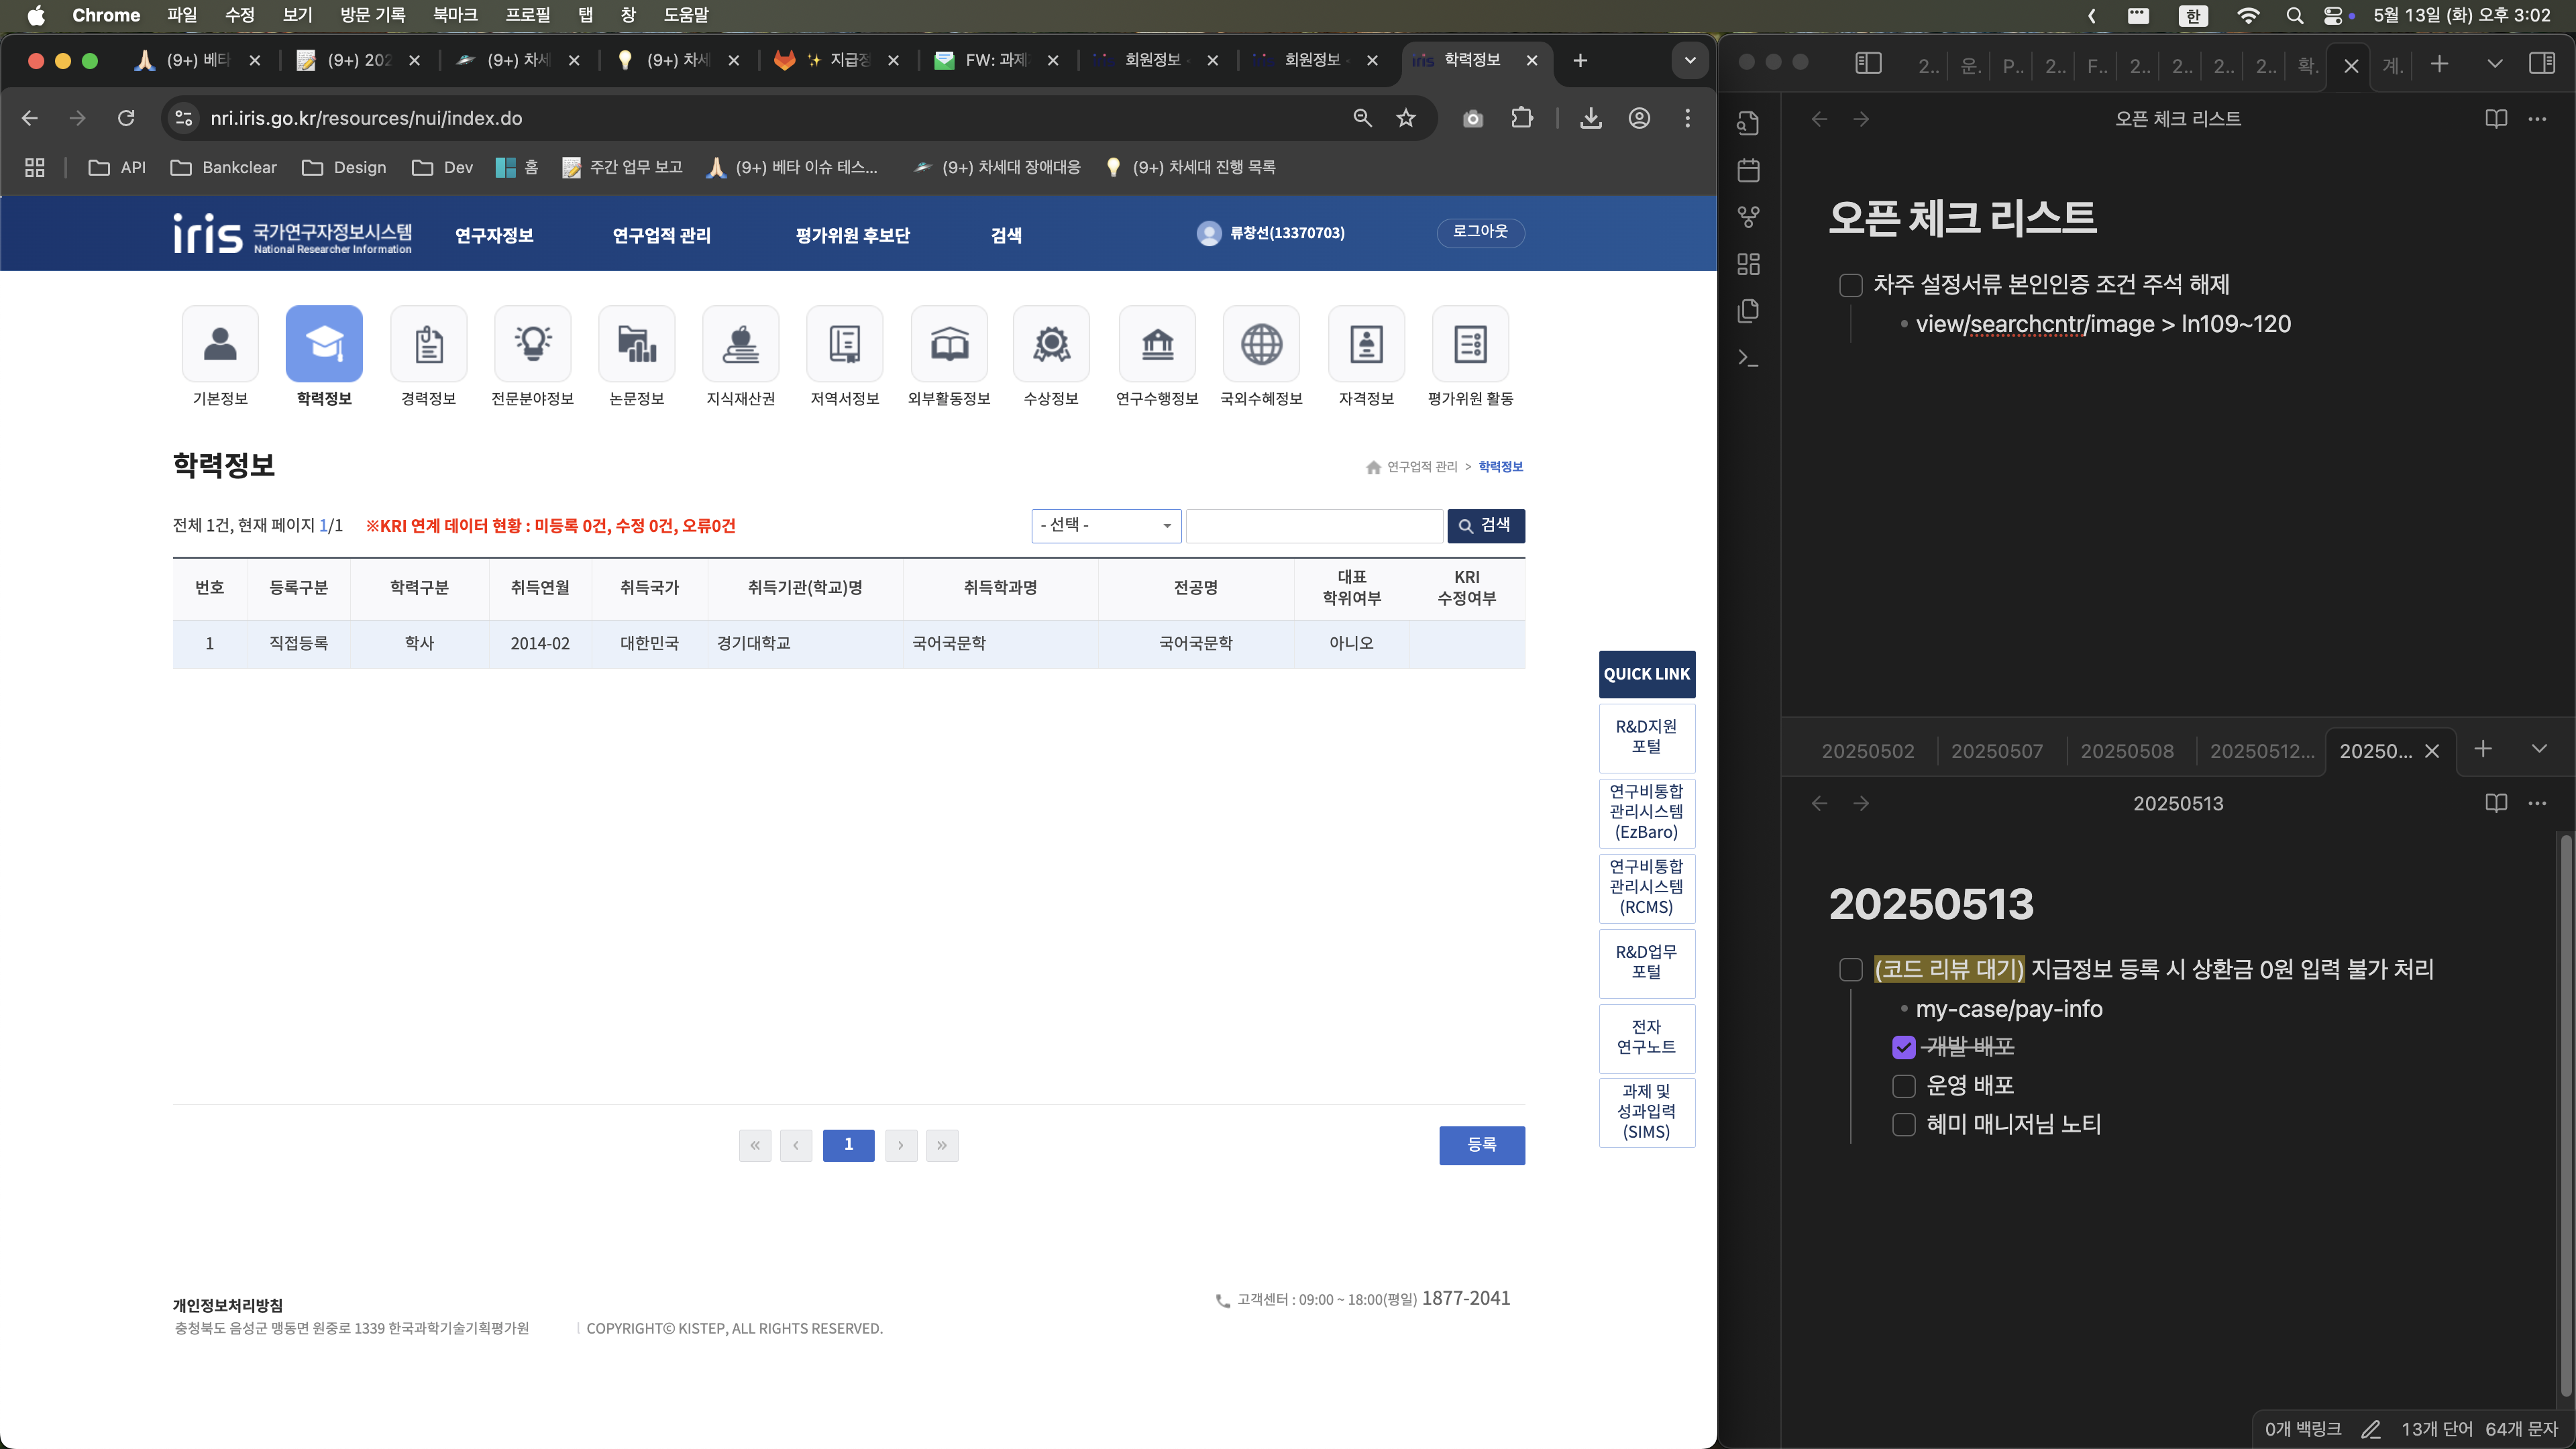 Chrome 파일 수정 보기 방문 기록 북마크 프로필 탭 창 도움말
한 5월 13일 (화) 오후 3:02
(9+) 베타 (9+) 202 (9+) 차세 (9+) 차세 지급정 FW: 과제 회원정보 회원정보 iris 학력정보
nri.iris.go.kr/resources/nui/index.do
API Bankclear Design Dev 홈 주간 업무 보고 (9+) 베타 이슈 테스... (9+) 차세대 장애대응 (9+) 차세대 진행 목록
iris 국가연구자정보시스템
National Researcher Information
연구자정보 연구업적 관리 평가위원 후보단 검색 류창선(13370703) 로그아웃
기본정보 학력정보 경력정보 전문분야정보 논문정보 지식재산권 저역서정보 외부활동정보 수상정보 연구수행정보 국외수혜정보 자격정보 평가위원 활동
학력정보
연구업적 관리 > 학력정보
전체 1건, 현재 페이지 1/1 ※KRI 연계 데이터 현황 : 미등록 0건, 수정 0건, 오류0건
- 선택 - 검색
번호 등록구분 학력구분 취득연월 취득국가 취득기관(학교)명 취득학과명 전공명 대표 학위여부 KRI 수정여부
1 직접등록 학사 2014-02 대한민국 경기대학교 국어국문학 국어국문학 아니오
QUICK LINK
R&D지원
포털
연구비통합
관리시스템
(EzBaro)
연구비통합
관리시스템
(RCMS)
R&D업무
포털
전자
연구노트
과제 및
성과입력
(SIMS)
« ‹ 1 › »
등록
개인정보처리방침
충청북도 음성군 맹동면 원중로 1339 한국과학기술기획평가원 | COPYRIGHT© KISTEP, ALL RIGHTS RESERVED.
고객센터 : 09:00 ~ 18:00(평일) 1877-2041
2.. 운. P.. 2.. F.. 2.. 2.. 2.. 2.. 확. 계.
오픈 체크 리스트
오픈 체크 리스트
차주 설정서류 본인인증 조건 주석 해제
• view/searchcntr/image > ln109~120
20250502 20250507 20250508 20250512... 20250...
20250513
20250513
(코드 리뷰 대기) 지급정보 등록 시 상환금 0원 입력 불가 처리
• my-case/pay-info
개발 배포
운영 배포
혜미 매니저님 노티
0개 백링크 13개 단어 64개 문자